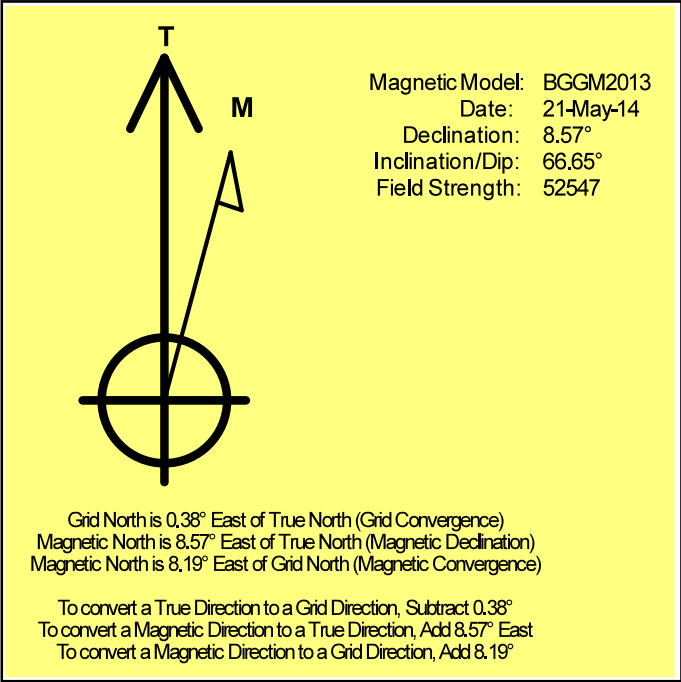 T
M
Magnetic Model: BGGM2013
Date: 21-May-14
Declination: 8.57°
Inclination/Dip: 66.65°
Field Strength: 52547
Grid North is 0.38° East of True North (Grid Convergence)
Magnetic North is 8.57° East of True North (Magnetic Declination)
Magnetic North is 8.19° East of Grid North (Magnetic Convergence)
To convert a True Direction to a Grid Direction, Subtract 0.38°
To convert a Magnetic Direction to a True Direction, Add 8.57° East
To convert a Magnetic Direction to a Grid Direction, Add 8.19°